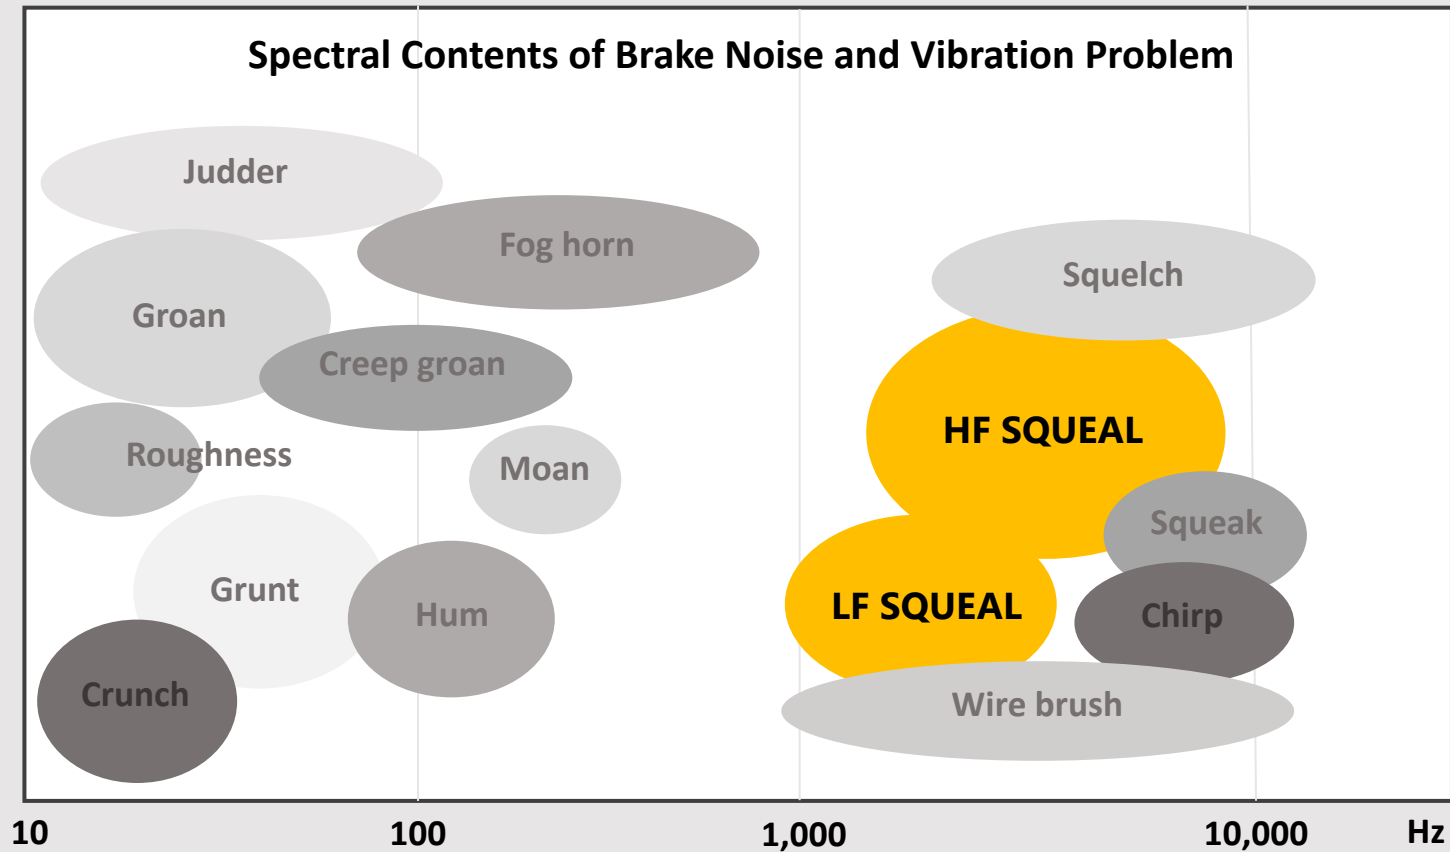 Spectral Contents of Brake Noise and Vibration Problem
Judder
Fog horn
Squelch
Groan
Creep groan
HF SQUEAL
Roughness
Moan
Squeak
Grunt
Hum
LF SQUEAL
Chirp
Crunch
Wire brush
10
100
1,000
10,000
Hz